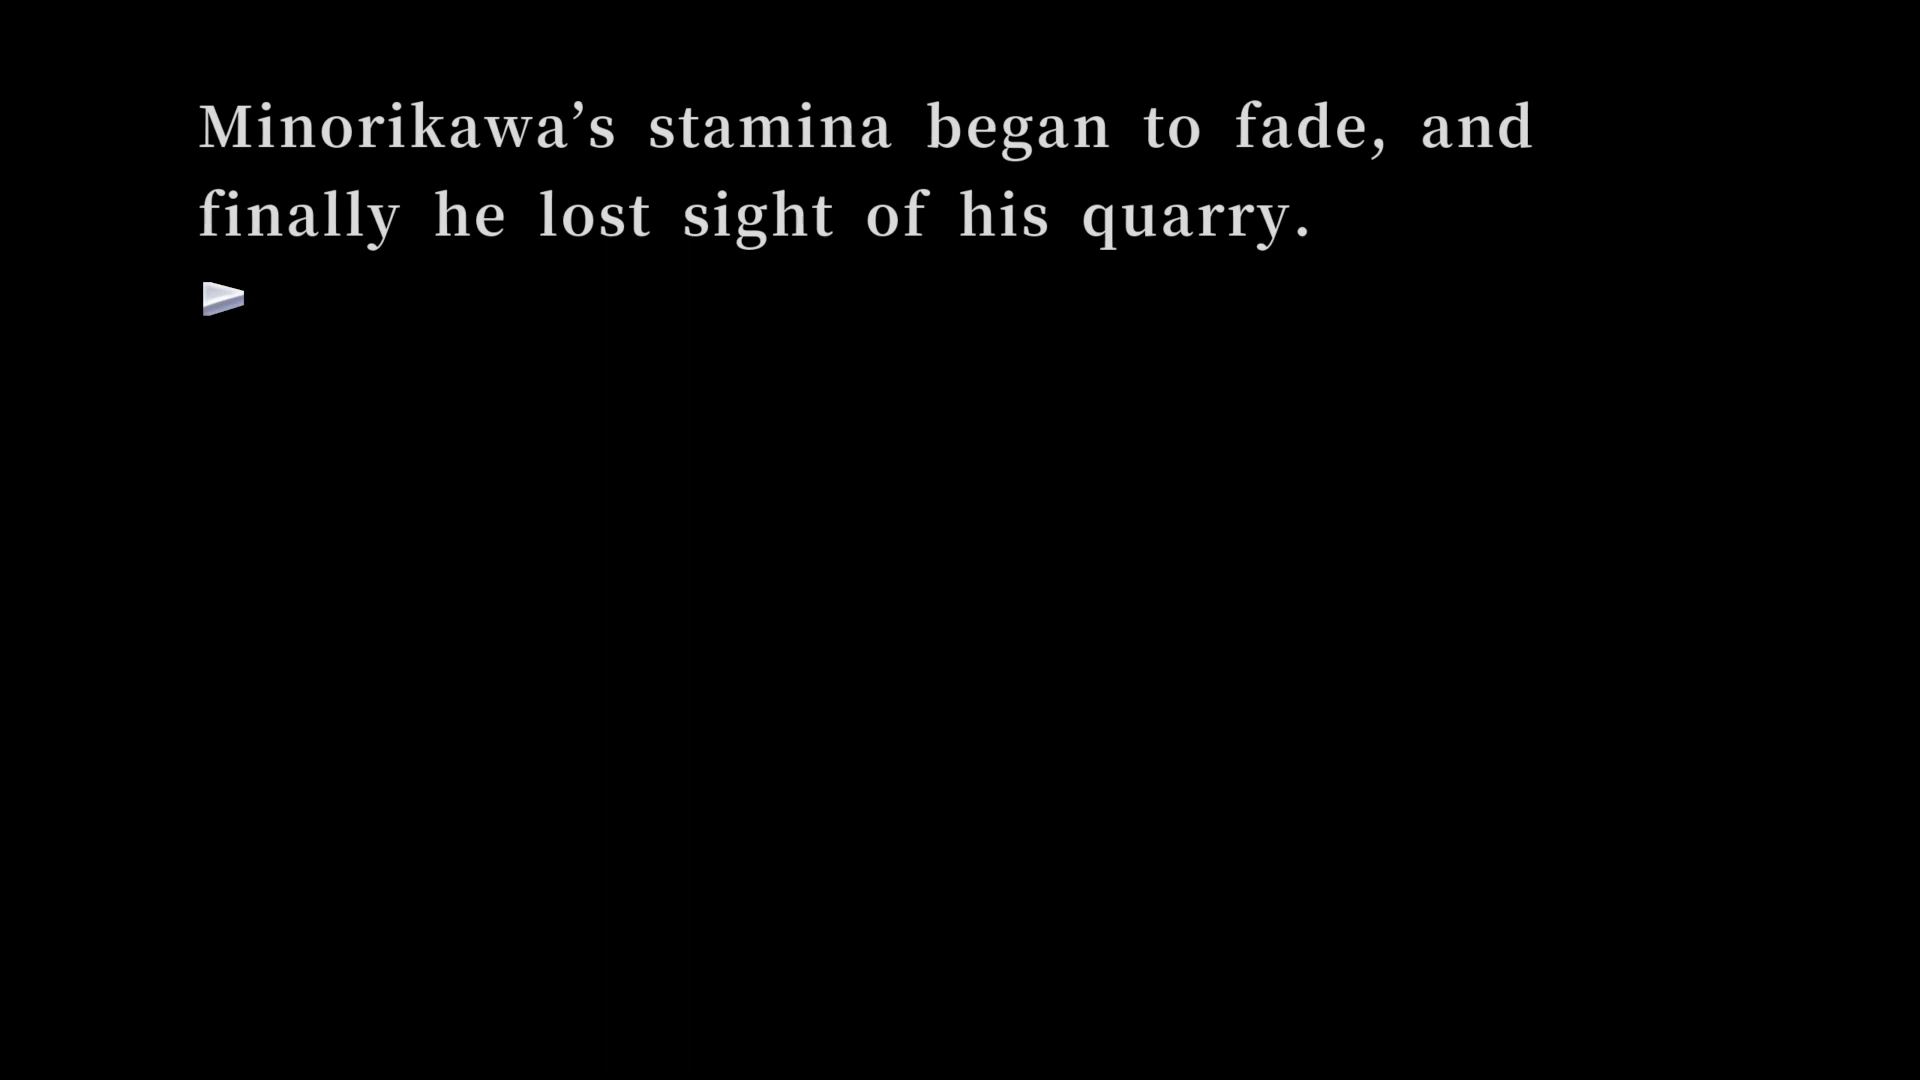 Minorikawa’s stamina began to fade, and
finally he lost sight of his quarry.